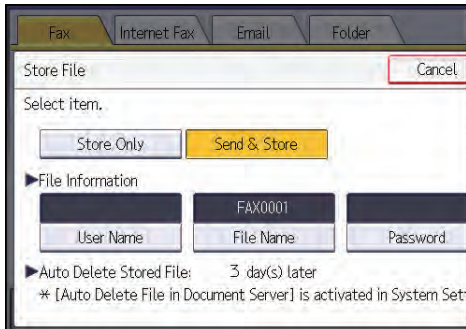 Fax Internet Fax Email Folder
Store File Cancel
Select item.
Store Only Send & Store
▶File Information
FAX0001
User Name File Name Password
▶Auto Delete Stored File: 3 day(s) later
* [Auto Delete File in Document Server] is activated in System Sett